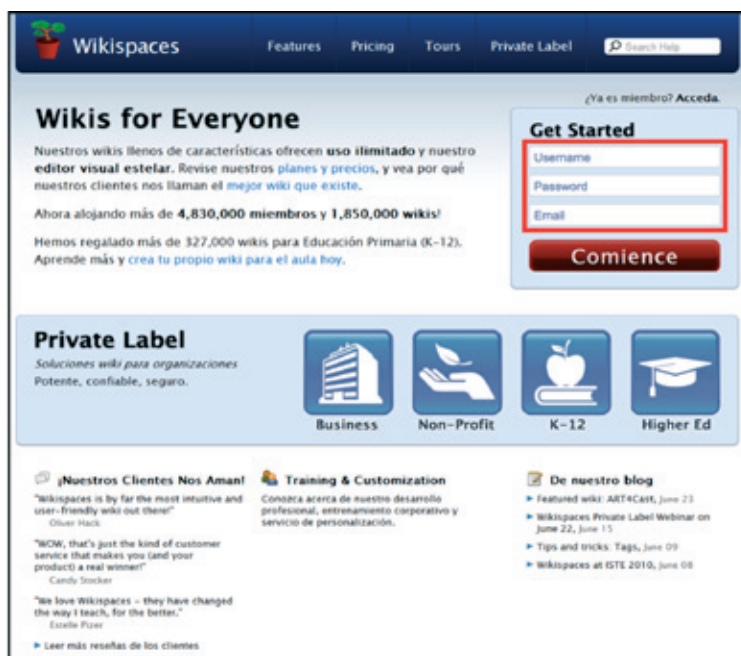 Wikispaces
Features Pricing Tours Private Label Search Help
¿Ya es miembro? Acceda.
Wikis for Everyone
Nuestros wikis llenos de características ofrecen uso ilimitado y nuestro
editor visual estelar. Revise nuestros planes y precios, y vea por qué
nuestros clientes nos llaman el mejor wiki que existe.
Ahora alojando más de 4,830,000 miembros y 1,850,000 wikis!
Hemos regalado más de 327,000 wikis para Educación Primaria (K-12).
Aprende más y crea tu propio wiki para el aula hoy.
Get Started
Username
Password
Email
Comience
Private Label
Soluciones wiki para organizaciones
Potente, confiable, seguro.
Business
Non-Profit
K-12
Higher Ed
¡Nuestros Clientes Nos Aman!
"Wikispaces is by far the most intuitive and
user-friendly wiki out there!"
Oliver Hack
"WOW, that's just the kind of customer
service that makes you (and your
product) a real winner!"
Candy Stocker
"We love Wikispaces - they have changed
the way I teach, for the better."
Estelle Pizer
Leer más reseñas de los clientes
Training & Customization
Conozca acerca de nuestro desarrollo
profesional, entrenamiento corporativo y
servicio de personalización.
De nuestro blog
Featured wiki: ART4Cast, June 23
Wikispaces Private Label Webinar on
June 22, June 15
Tips and tricks: Tags, June 09
Wikispaces at ISTE 2010, June 08